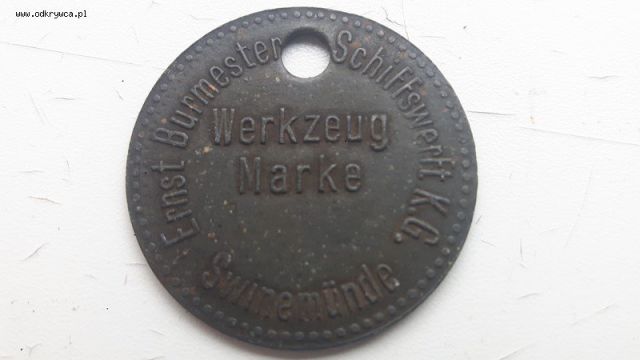 www.odkrywca.pl
Ernst Burmester Schiffswerft K.G.
Werkzeug
Marke
Swinemünde